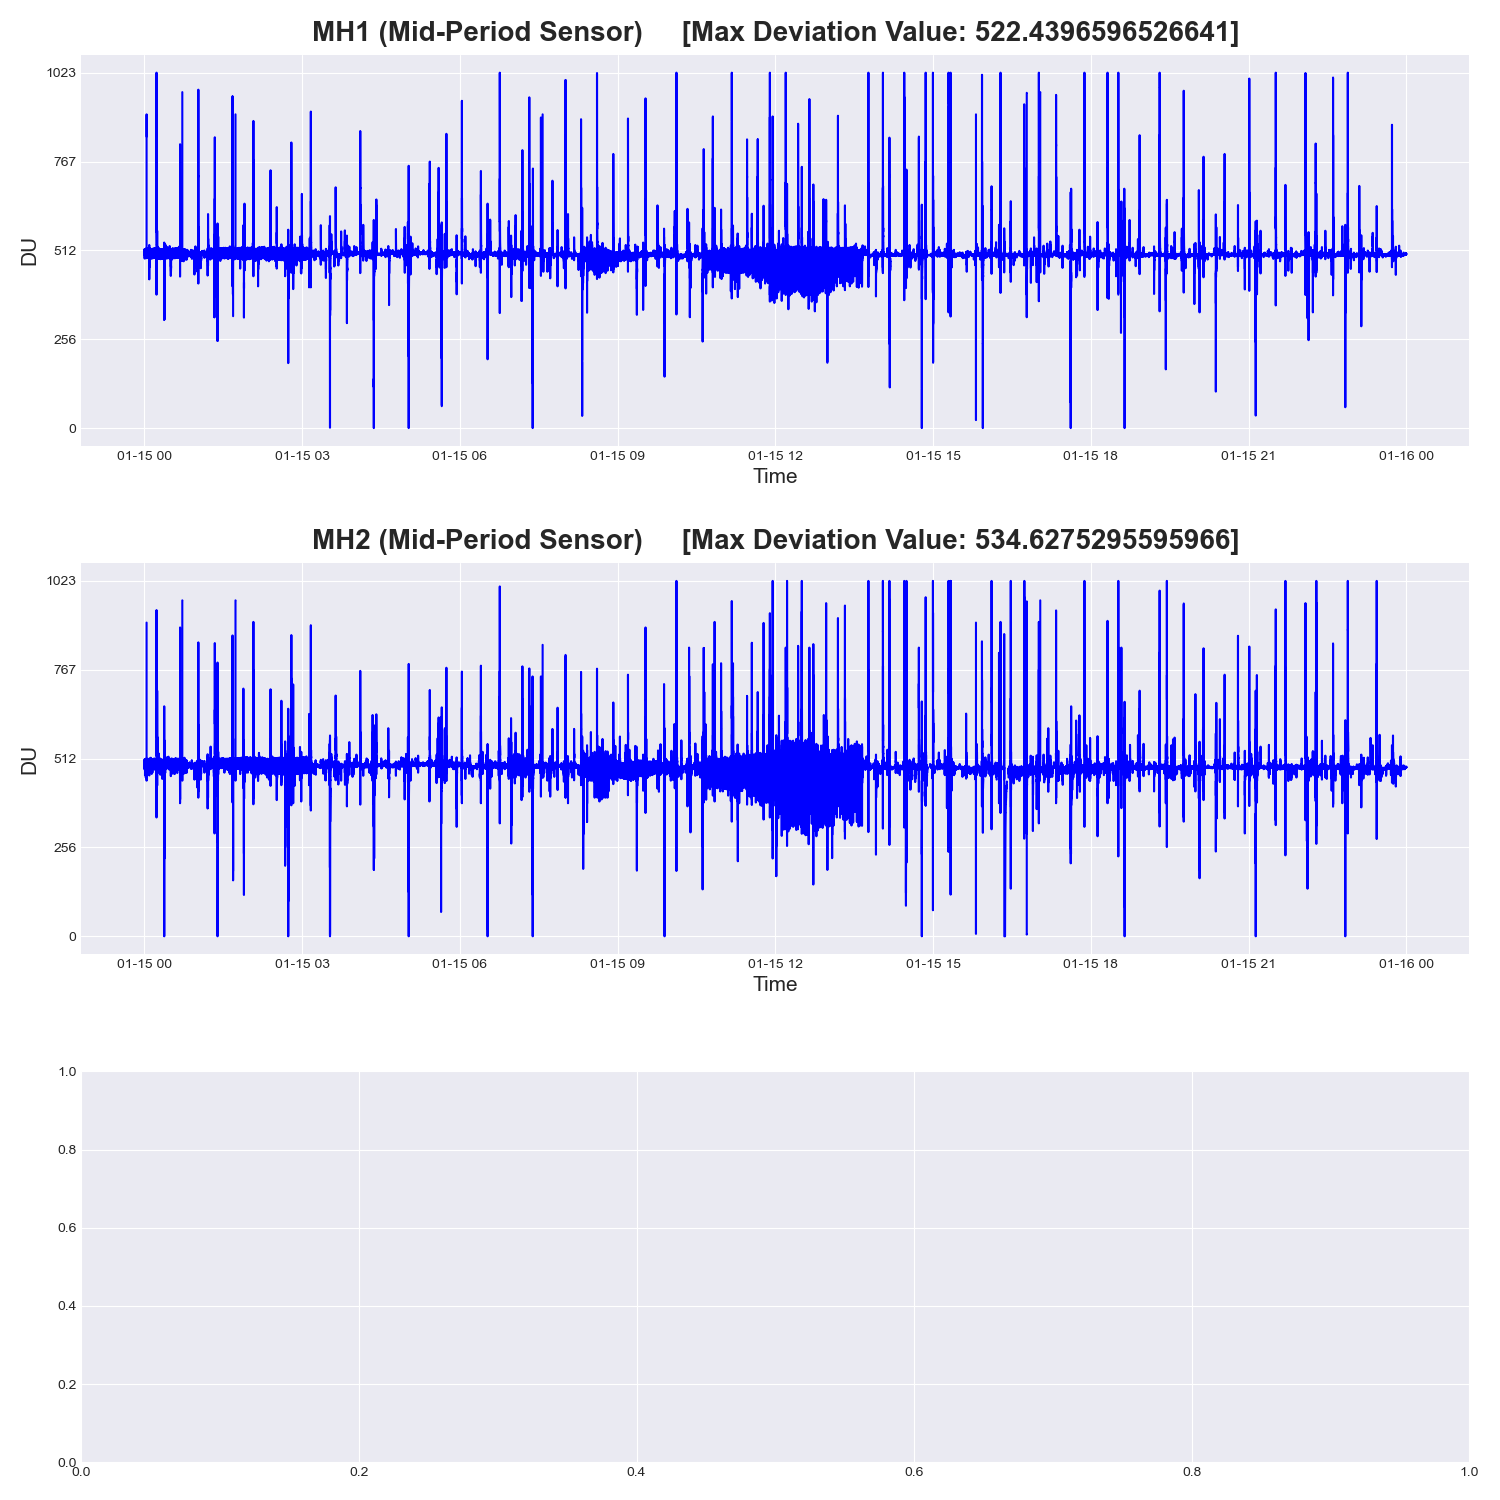 MH1 (Mid-Period Sensor) [Max Deviation Value: 522.4396596526641]
1023
767
512
256
0
DU
01-15 00 01-15 03 01-15 06 01-15 09 01-15 12 01-15 15 01-15 18 01-15 21 01-16 00
Time
MH2 (Mid-Period Sensor) [Max Deviation Value: 534.6275295595966]
1023
767
512
256
0
DU
01-15 00 01-15 03 01-15 06 01-15 09 01-15 12 01-15 15 01-15 18 01-15 21 01-16 00
Time
1.0
0.8
0.6
0.4
0.2
0.0
0.0 0.2 0.4 0.6 0.8 1.0